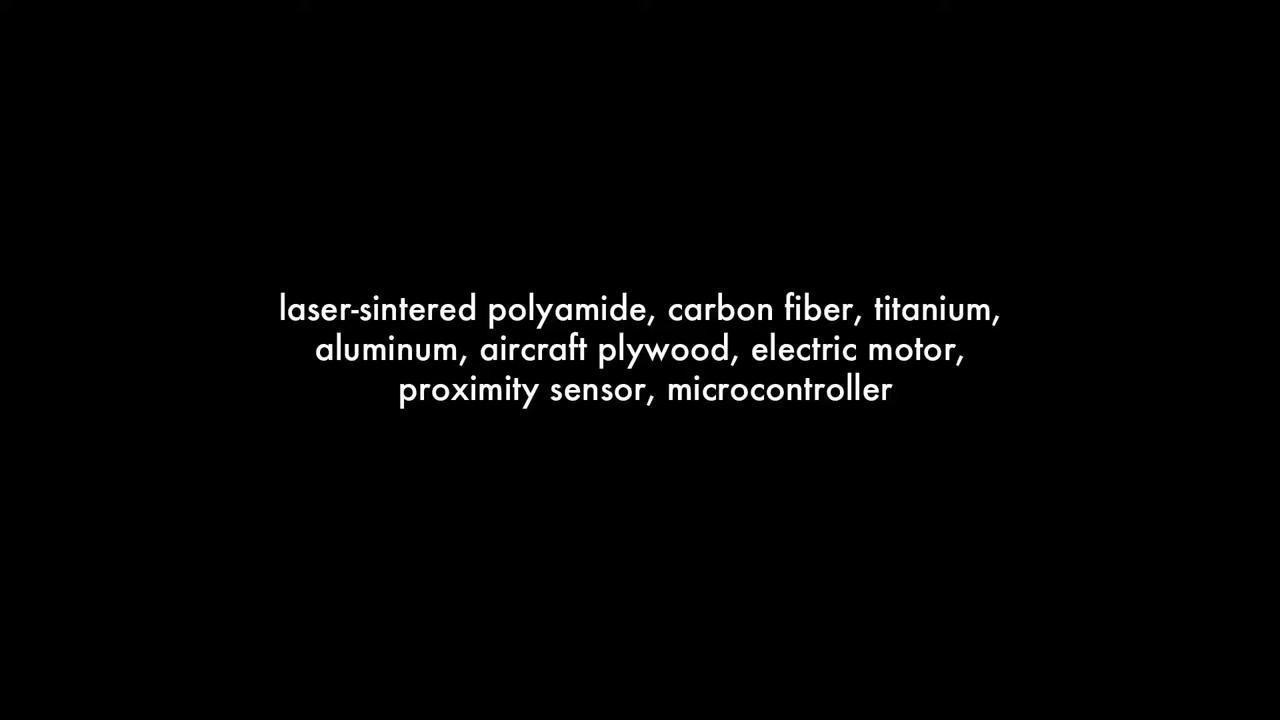 laser-sintered polyamide, carbon fiber, titanium,
aluminum, aircraft plywood, electric motor,
proximity sensor, microcontroller